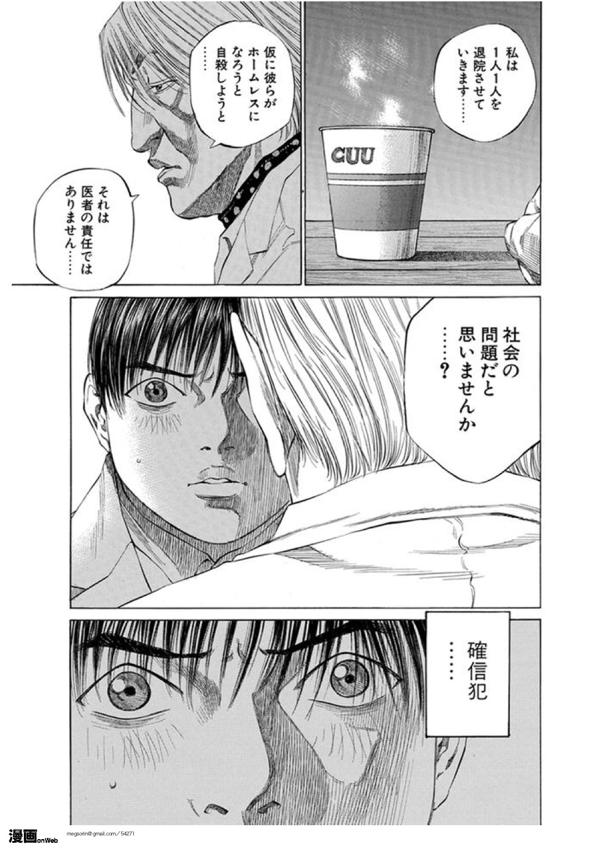 私は
1人1人を
退院させて
いきます……
CUU
仮に彼らが
ホームレスに
なろうと
自殺しようと
……
それは
医者の責任では
ありません……
社会の
問題だと
思いませんか
……?
確信犯
……
漫画onWeb
megaorin@gmail.com/54271